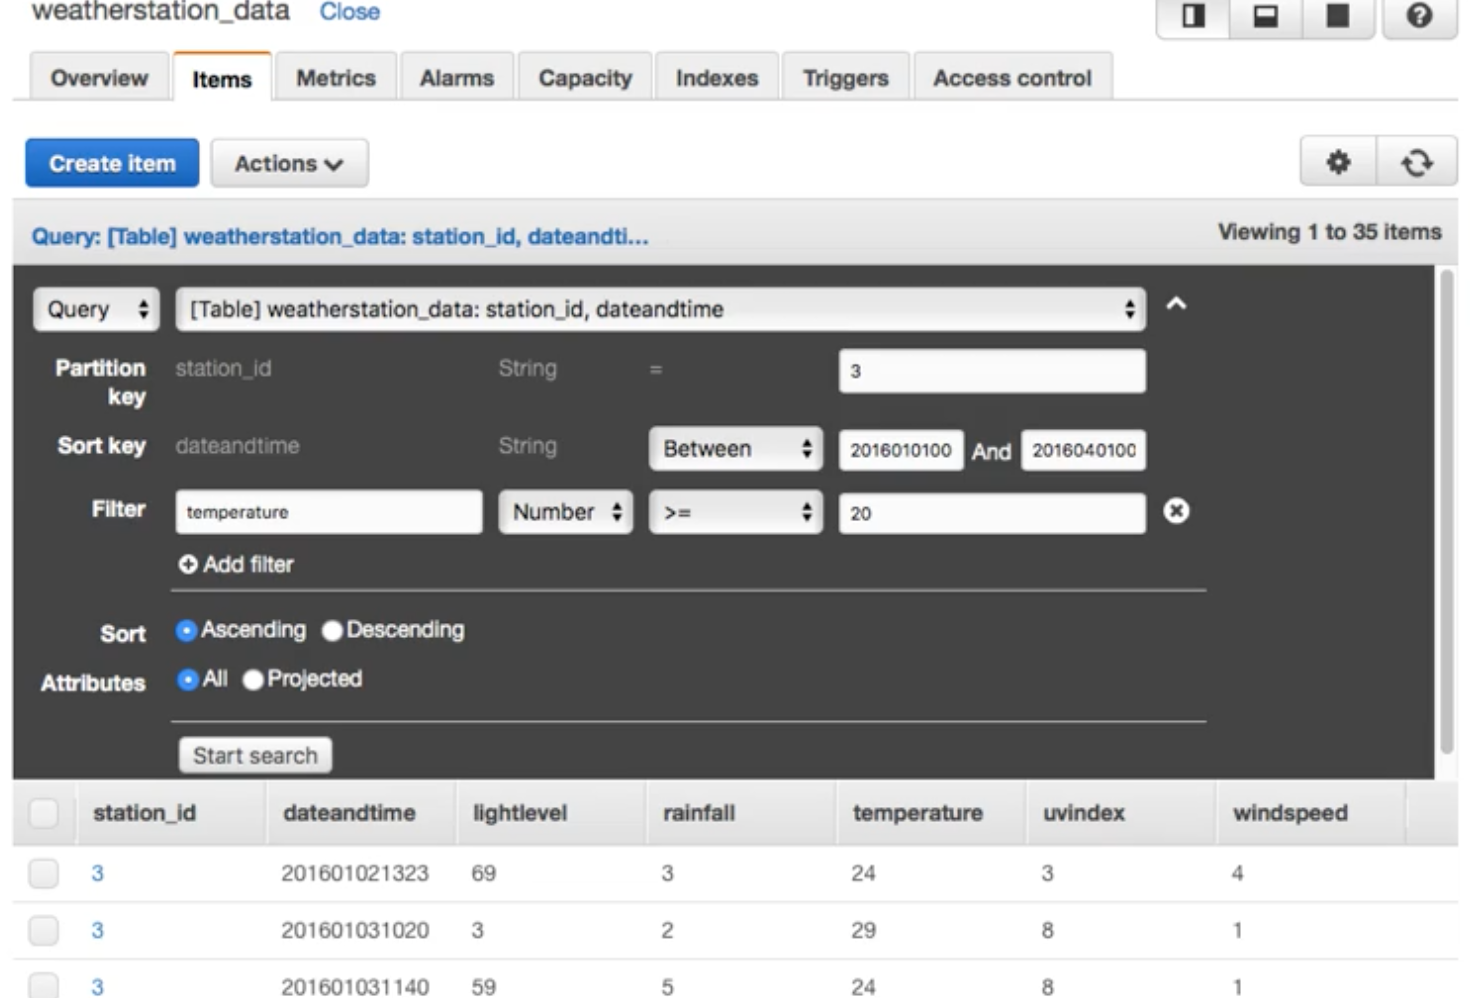 weatherstation_data Close
Overview Items Metrics Alarms Capacity Indexes Triggers Access control
Create item Actions
Query: [Table] weatherstation_data: station_id, dateandti... Viewing 1 to 35 items
Query [Table] weatherstation_data: station_id, dateandtime
Partition key station_id String = 3
Sort key dateandtime String Between 2016010100 And 2016040100
Filter temperature Number >= 20
Add filter
Sort Ascending Descending
Attributes All Projected
Start search
station_id dateandtime lightlevel rainfall temperature uvindex windspeed
3 201601021323 69 3 24 3 4
3 201601031020 3 2 29 8 1
3 201601031140 59 5 24 8 1